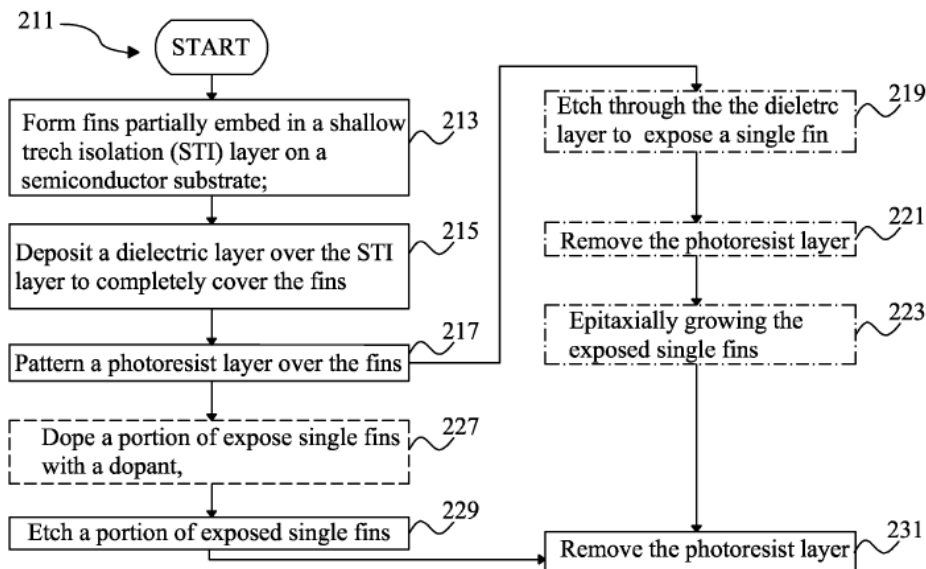 211
START
Form fins partially embed in a shallow
trech isolation (STI) layer on a
semiconductor substrate;
213
Deposit a dielectric layer over the STI
layer to completely cover the fins
215
Pattern a photoresist layer over the fins
217
Dope a portion of expose single fins
with a dopant,
227
Etch a portion of exposed single fins
229
Etch through the the dieletrc
layer to expose a single fin
219
Remove the photoresist layer
221
Epitaxially growing the
exposed single fins
223
Remove the photoresist layer
231